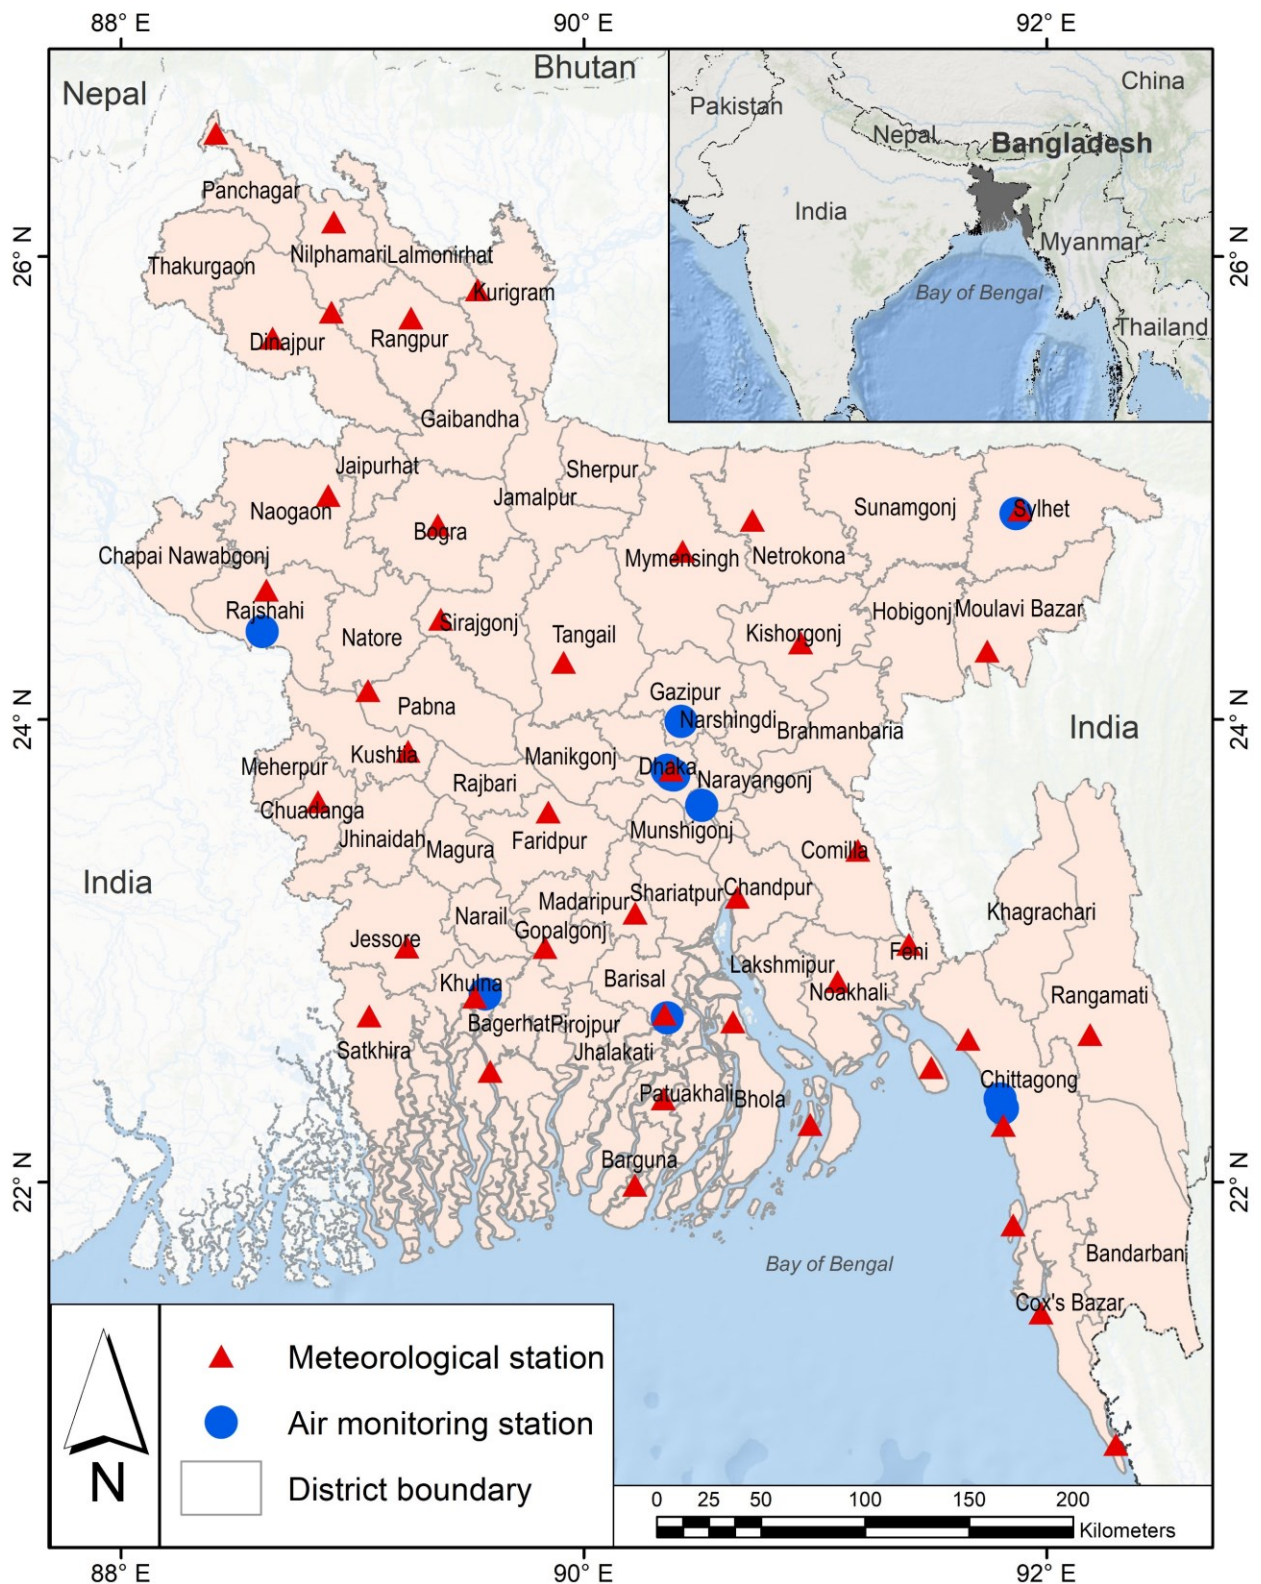 88° E
90° E
92° E
Nepal
Bhutan
China
Pakistan
Nepal
Bangladesh
India
Myanmar
Bay of Bengal
Thailand
26° N
26° N
Panchagar
Nilphamari
Lalmonirhat
Thakurgaon
Kurigram
Dinajpur
Rangpur
Gaibandha
Jaipurhat
Sherpur
Jamalpur
Naogaon
Bogra
Sunamgonj
Sylhet
Chapai Nawabgonj
Mymensingh
Netrokona
Rajshahi
Hobigonj
Moulavi Bazar
Natore
Sirajgonj
Tangail
Kishorgonj
Gazipur
24° N
Pabna
Narshingdi
Brahmanbaria
India
24° N
Meherpur
Kushtia
Manikgonj
Dhaka
Rajbari
Narayangonj
Chuadanga
Jhinaidah
Magura
Faridpur
Munshigonj
Comilla
India
Madaripur
Shariatpur
Chandpur
Narail
Gopalgonj
Khagrachari
Jessore
Feni
Khulna
Barisal
Lakshmipur
Noakhali
Rangamati
Bagerhat
Pirojpur
Satkhira
Jhalakati
Chittagong
Patuakhali
Bhola
22° N
Barguna
22° N
Bay of Bengal
Bandarbani
Cox's Bazar
Meteorological station
Air monitoring station
District boundary
N
0 25 50 100 150 200
Kilometers
88° E
90° E
92° E